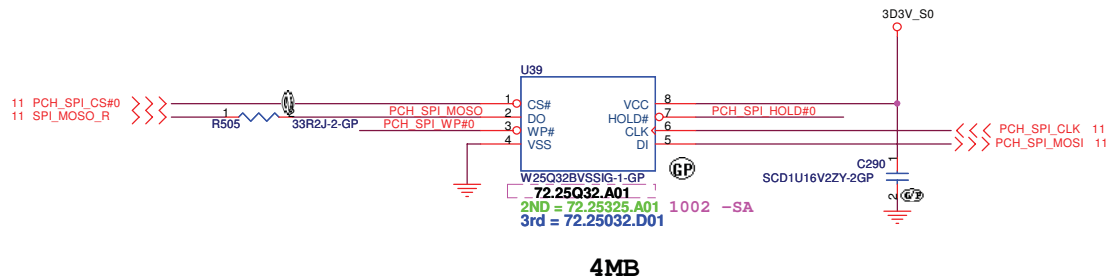 3D3V_S0
U39
11 PCH_SPI_CS#0 1 CS# VCC 8
11 SPI_MOSO_R 1 R505 33R2J-2-GP PCH_SPI_MOSO 2 DO HOLD# 7 PCH_SPI_HOLD#0
PCH_SPI_WP#0 3 WP# CLK 6 PCH_SPI_CLK 11
4 VSS DI 5 PCH_SPI_MOSI 11
GP
C290 1
SCD1U16V2ZY-2GP
2
W25Q32BVSSIG-1-GP
72.25Q32.A01
2ND = 72.25325.A01 1002 -SA
3rd = 72.25032.D01
4MB